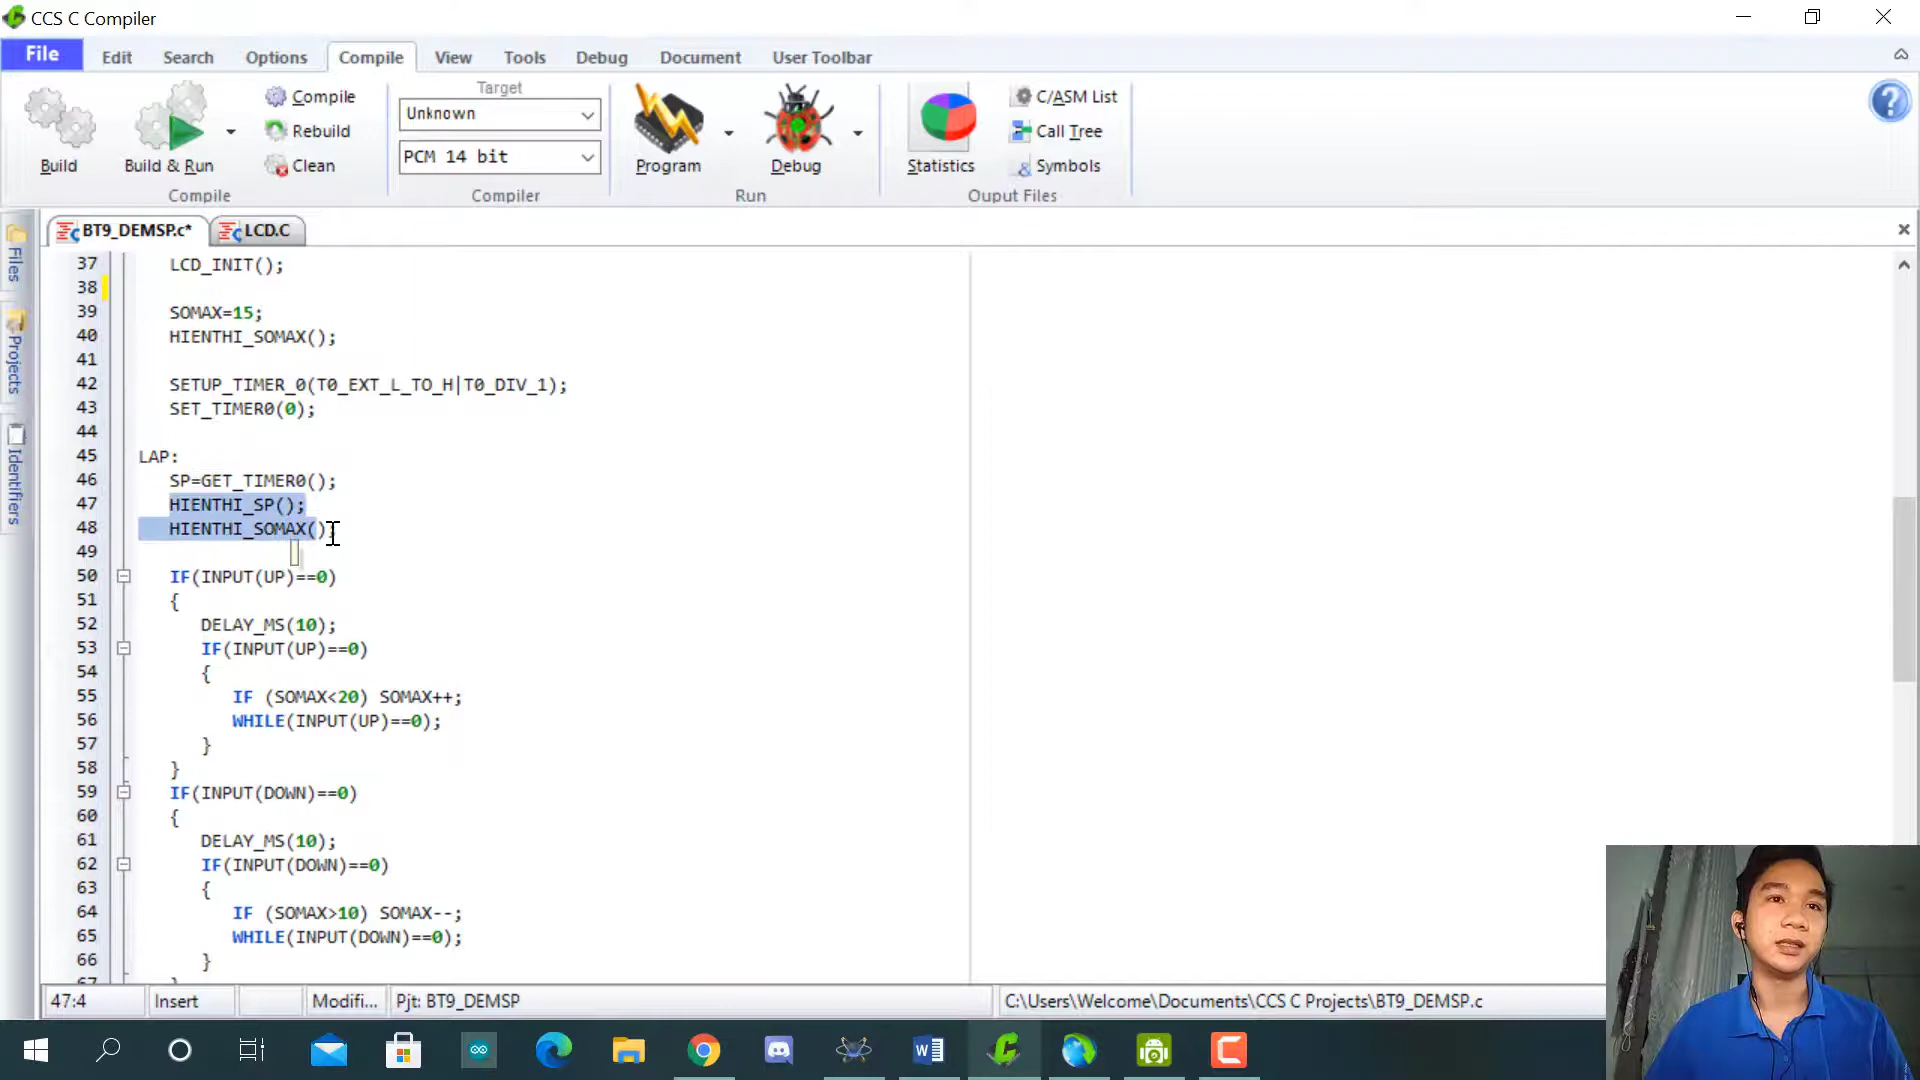 CCS C Compiler
File Edit Search Options Compile View Tools Debug Document User Toolbar
Build
Build & Run
Compile
Rebuild
Clean
Compile
Target
Unknown
PCM 14 bit
Compiler
Program
Debug
Run
Statistics
C/ASM List
Call Tree
Symbols
Ouput Files
BT9_DEMSP.c* LCD.C
Files
Projects
Identifiers
37 LCD_INIT();
38
39 SOMAX=15;
40 HIENTHI_SOMAX();
41
42 SETUP_TIMER_0(T0_EXT_L_TO_H|T0_DIV_1);
43 SET_TIMER0(0);
44
45 LAP:
46 SP=GET_TIMER0();
47 HIENTHI_SP();
48 HIENTHI_SOMAX();
49
50 IF(INPUT(UP)==0)
51 {
52 DELAY_MS(10);
53 IF(INPUT(UP)==0)
54 {
55 IF (SOMAX<20) SOMAX++;
56 WHILE(INPUT(UP)==0);
57 }
58 }
59 IF(INPUT(DOWN)==0)
60 {
61 DELAY_MS(10);
62 IF(INPUT(DOWN)==0)
63 {
64 IF (SOMAX>10) SOMAX--;
65 WHILE(INPUT(DOWN)==0);
66 }
67 }
47:4 Insert Modifi... Pjt: BT9_DEMSP C:\Users\Welcome\Documents\CCS C Projects\BT9_DEMSP.c